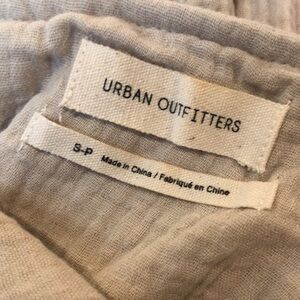 URBAN OUTFITTERS
S-P Made in China / Fabriqué en Chine